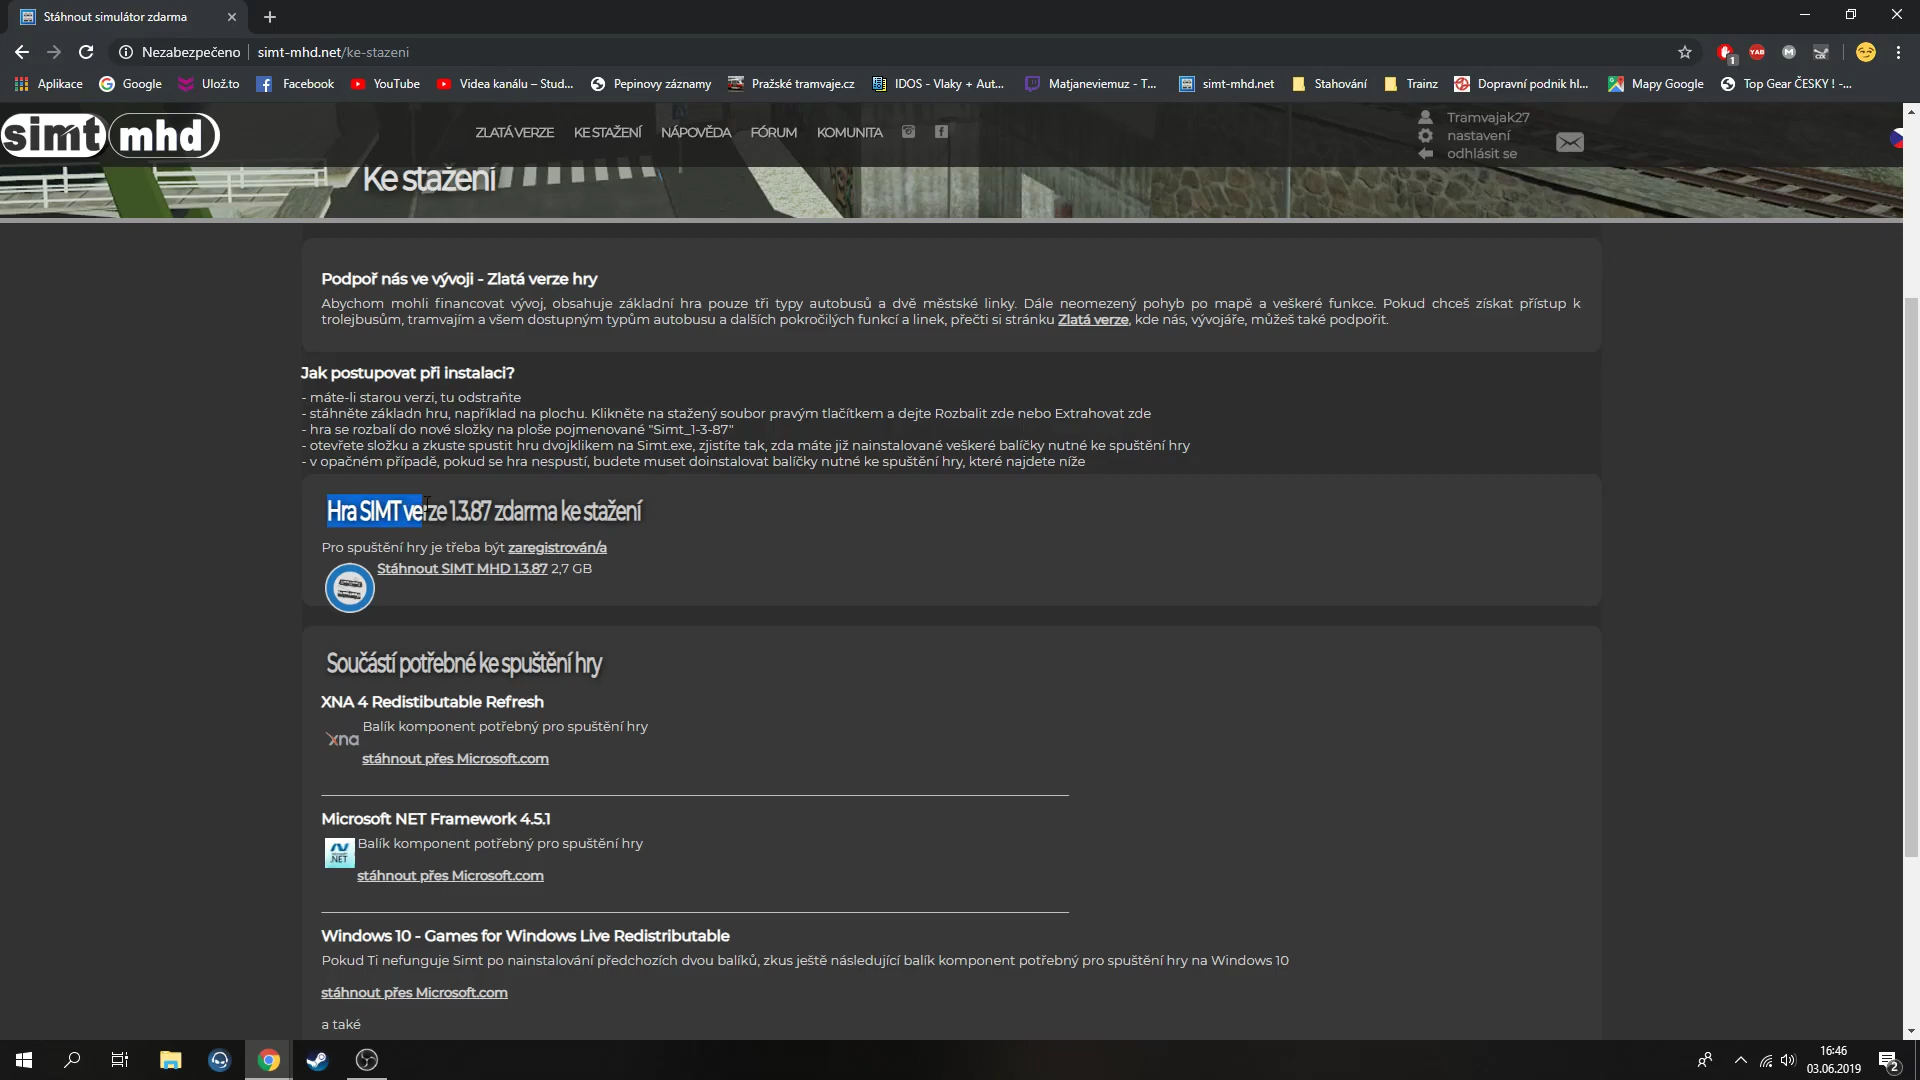 Stáhnout simulátor zdarma
Nezabezpečeno simt-mhd.net/ke-stazeni
Aplikace Google Ulož.to Facebook YouTube Videa kanálu – Stud... Pepinovy záznamy Pražské tramvaje.cz IDOS - Vlaky + Aut... Matjaneviemuz - T... simt-mhd.net Stahování Trainz Dopravní podnik hl... Mapy Google Top Gear ČESKY ! -...
simt mhd
ZLATÁ VERZE KE STAŽENÍ NÁPOVĚDA FÓRUM KOMUNITA
Tramvajak27
nastavení
odhlásit se
Ke stažení
Podpoř nás ve vývoji - Zlatá verze hry
Abychom mohli financovat vývoj, obsahuje základní hra pouze tři typy autobusů a dvě městské linky. Dále neomezený pohyb po mapě a veškeré funkce. Pokud chceš získat přístup k
trolejbusům, tramvajím a všem dostupným typům autobusu a dalších pokročilých funkcí a linek, přečti si stránku Zlatá verze, kde nás, vývojáře, můžeš také podpořit.
Jak postupovat při instalaci?
- máte-li starou verzi, tu odstraňte
- stáhněte základn hru, například na plochu. Klikněte na stažený soubor pravým tlačítkem a dejte Rozbalit zde nebo Extrahovat zde
- hra se rozbalí do nové složky na ploše pojmenované "Simt_1-3-87"
- otevřete složku a zkuste spustit hru dvojklikem na Simt.exe, zjistíte tak, zda máte již nainstalované veškeré balíčky nutné ke spuštění hry
- v opačném případě, pokud se hra nespustí, budete muset doinstalovat balíčky nutné ke spuštění hry, které najdete níže
Hra SIMT verze 1.3.87 zdarma ke stažení
Pro spuštění hry je třeba být zaregistrován/a
Stáhnout SIMT MHD 1.3.87 2,7 GB
Součástí potřebné ke spuštění hry
XNA 4 Redistibutable Refresh
Balík komponent potřebný pro spuštění hry
xna
stáhnout přes Microsoft.com
Microsoft NET Framework 4.5.1
Balík komponent potřebný pro spuštění hry
.NET
stáhnout přes Microsoft.com
Windows 10 - Games for Windows Live Redistributable
Pokud Ti nefunguje Simt po nainstalování předchozích dvou balíků, zkus ještě následující balík komponent potřebný pro spuštění hry na Windows 10
stáhnout přes Microsoft.com
a také
16:46
03.06.2019
2